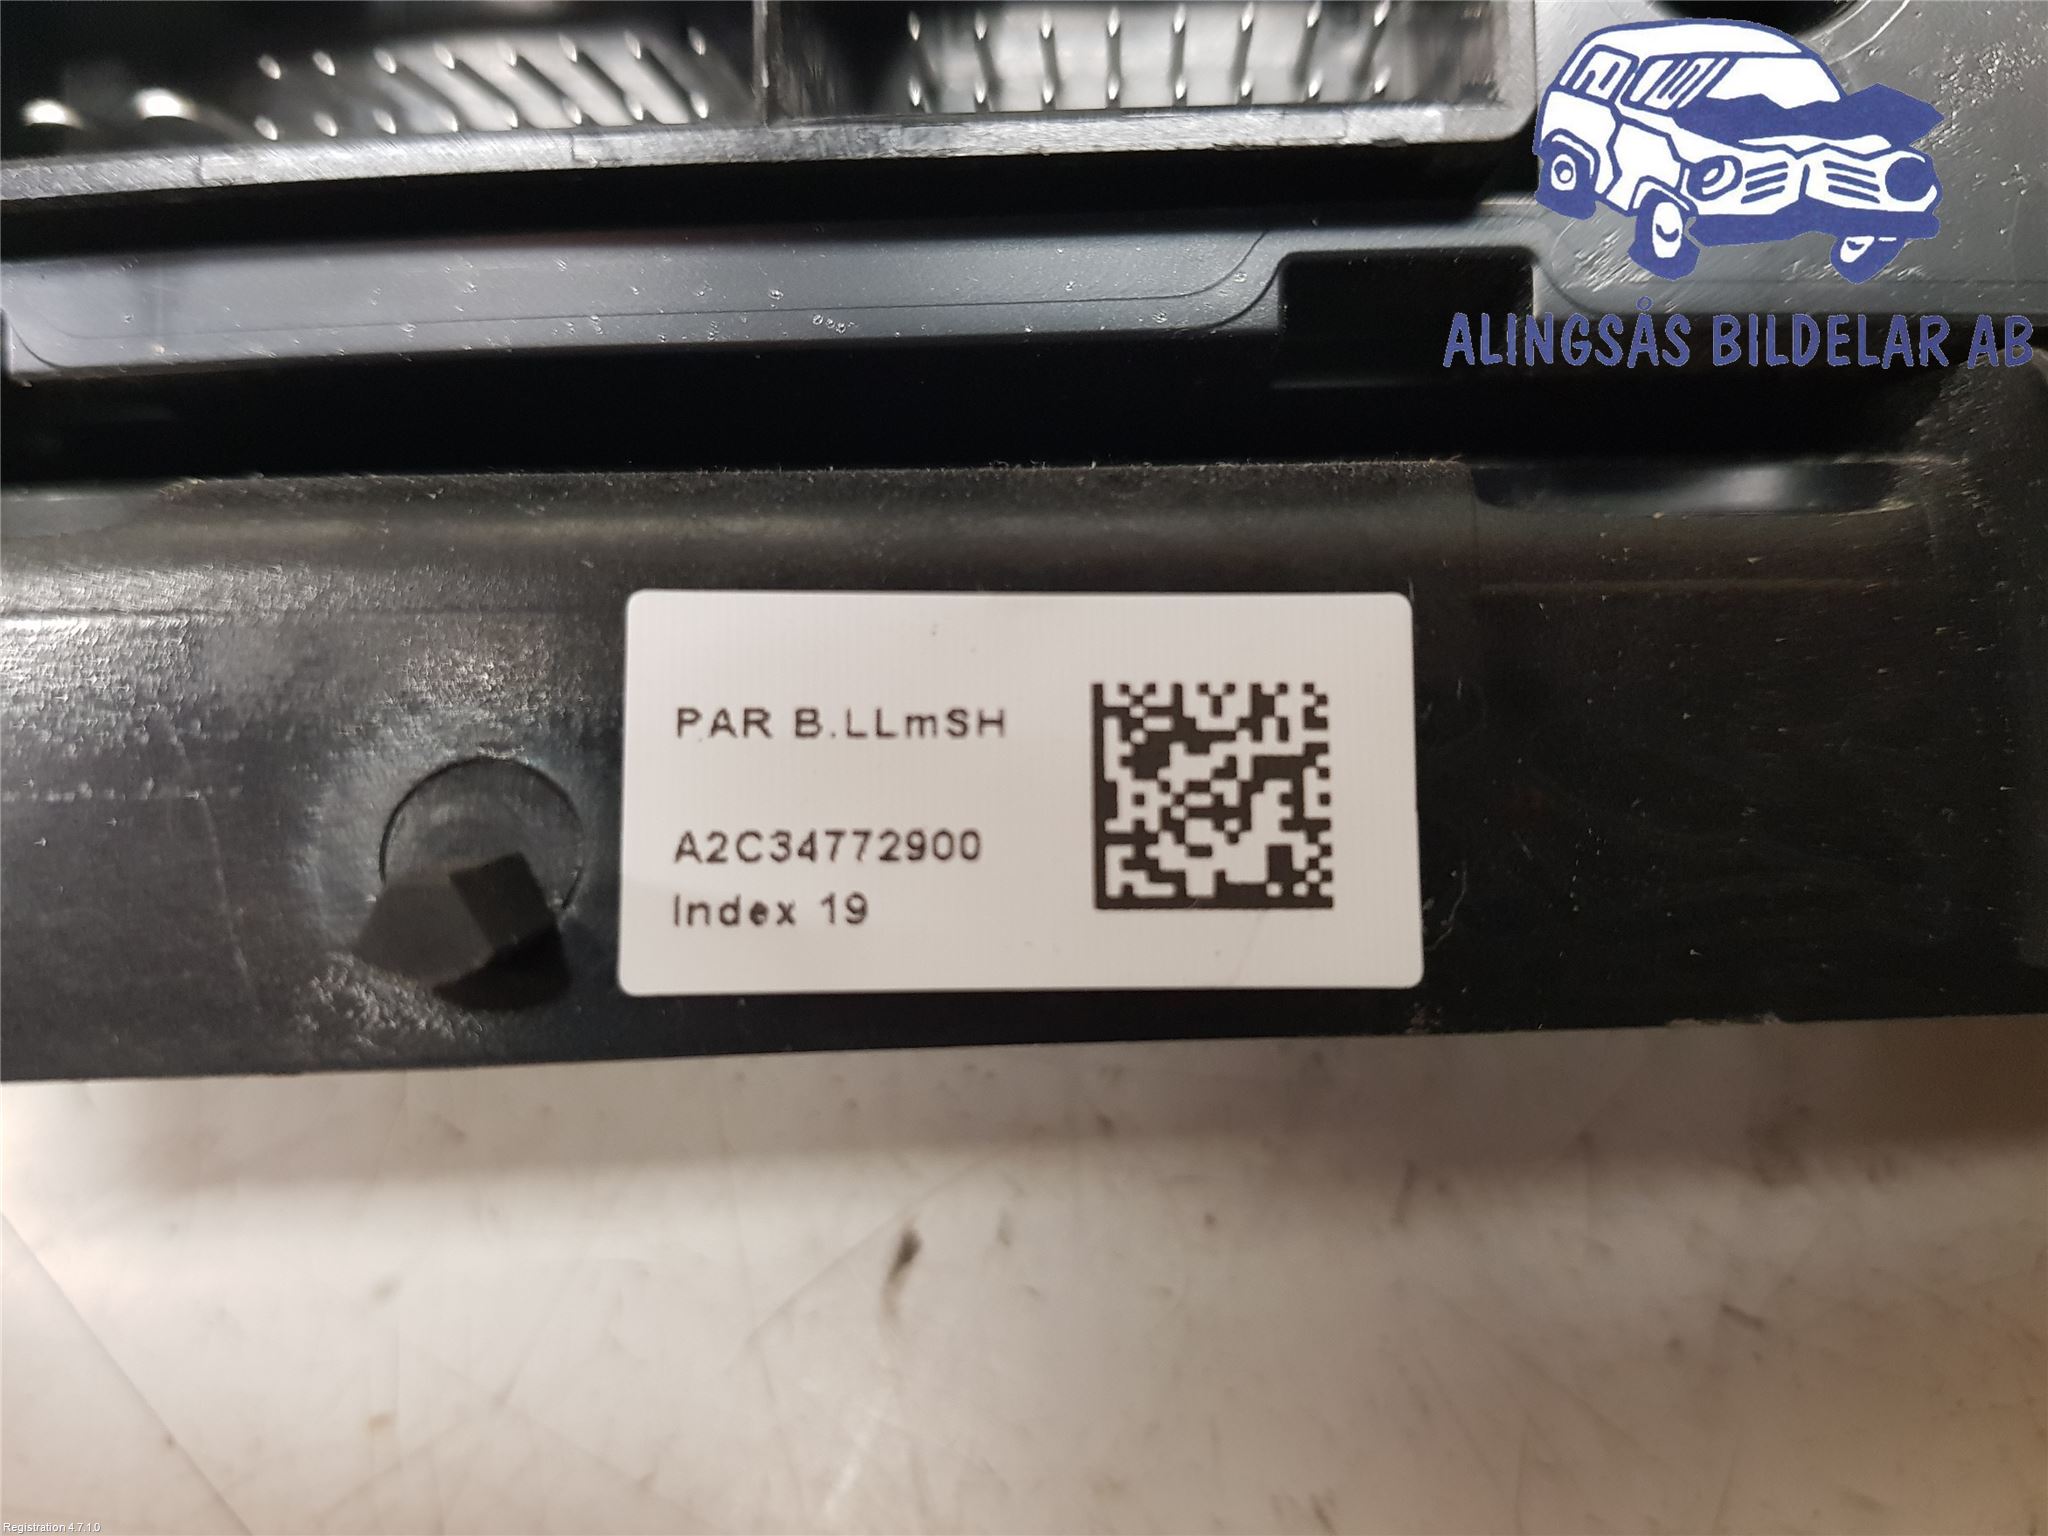 ALINGSÅS BILDELAR AB
PAR B.LLmSH
A2C34772900
Index 19
Registration 4.7.1.0